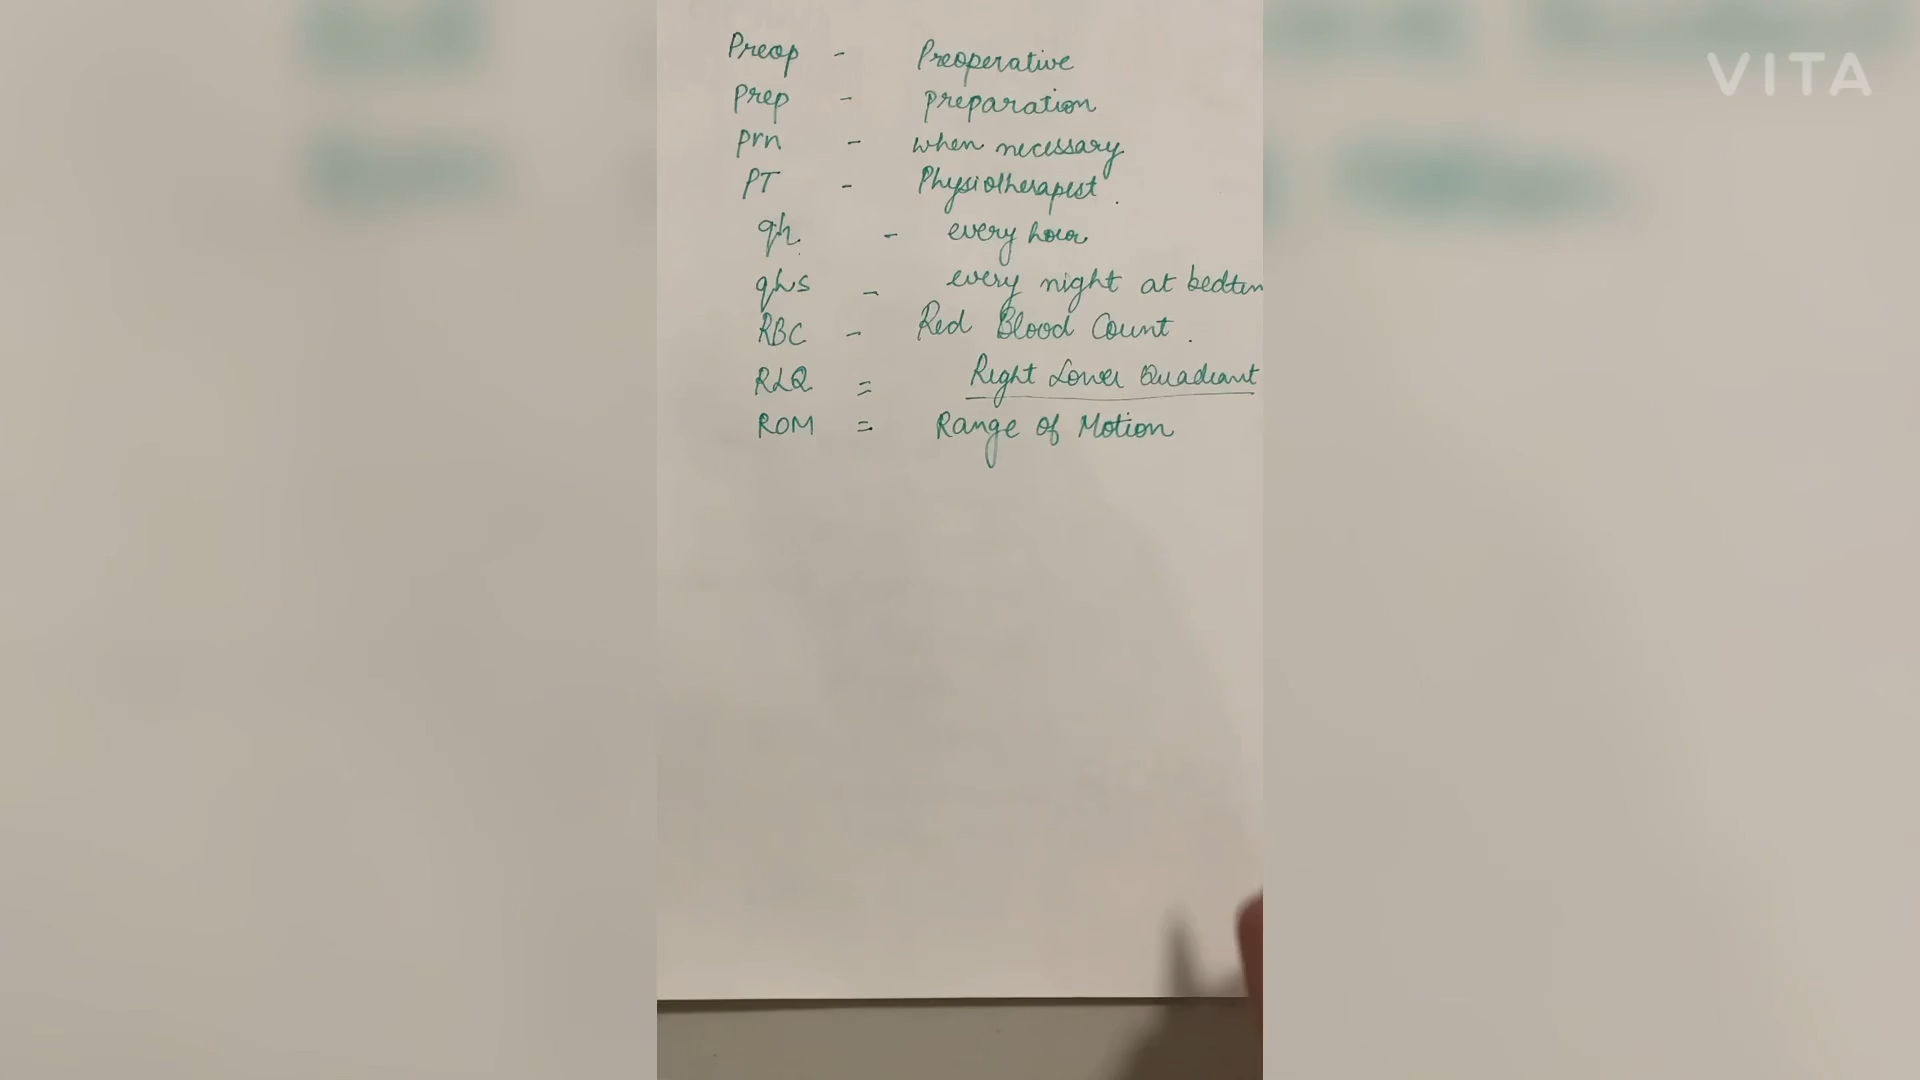 VITA
Preop - Preoperative
Prep - preparation
prn - when necessary
PT - Physiotherapist.
qh. - every hour
qhs - every night at bedtim
RBC - Red Blood Count.
RLQ = Right Lower Quadrant
ROM = Range of Motion